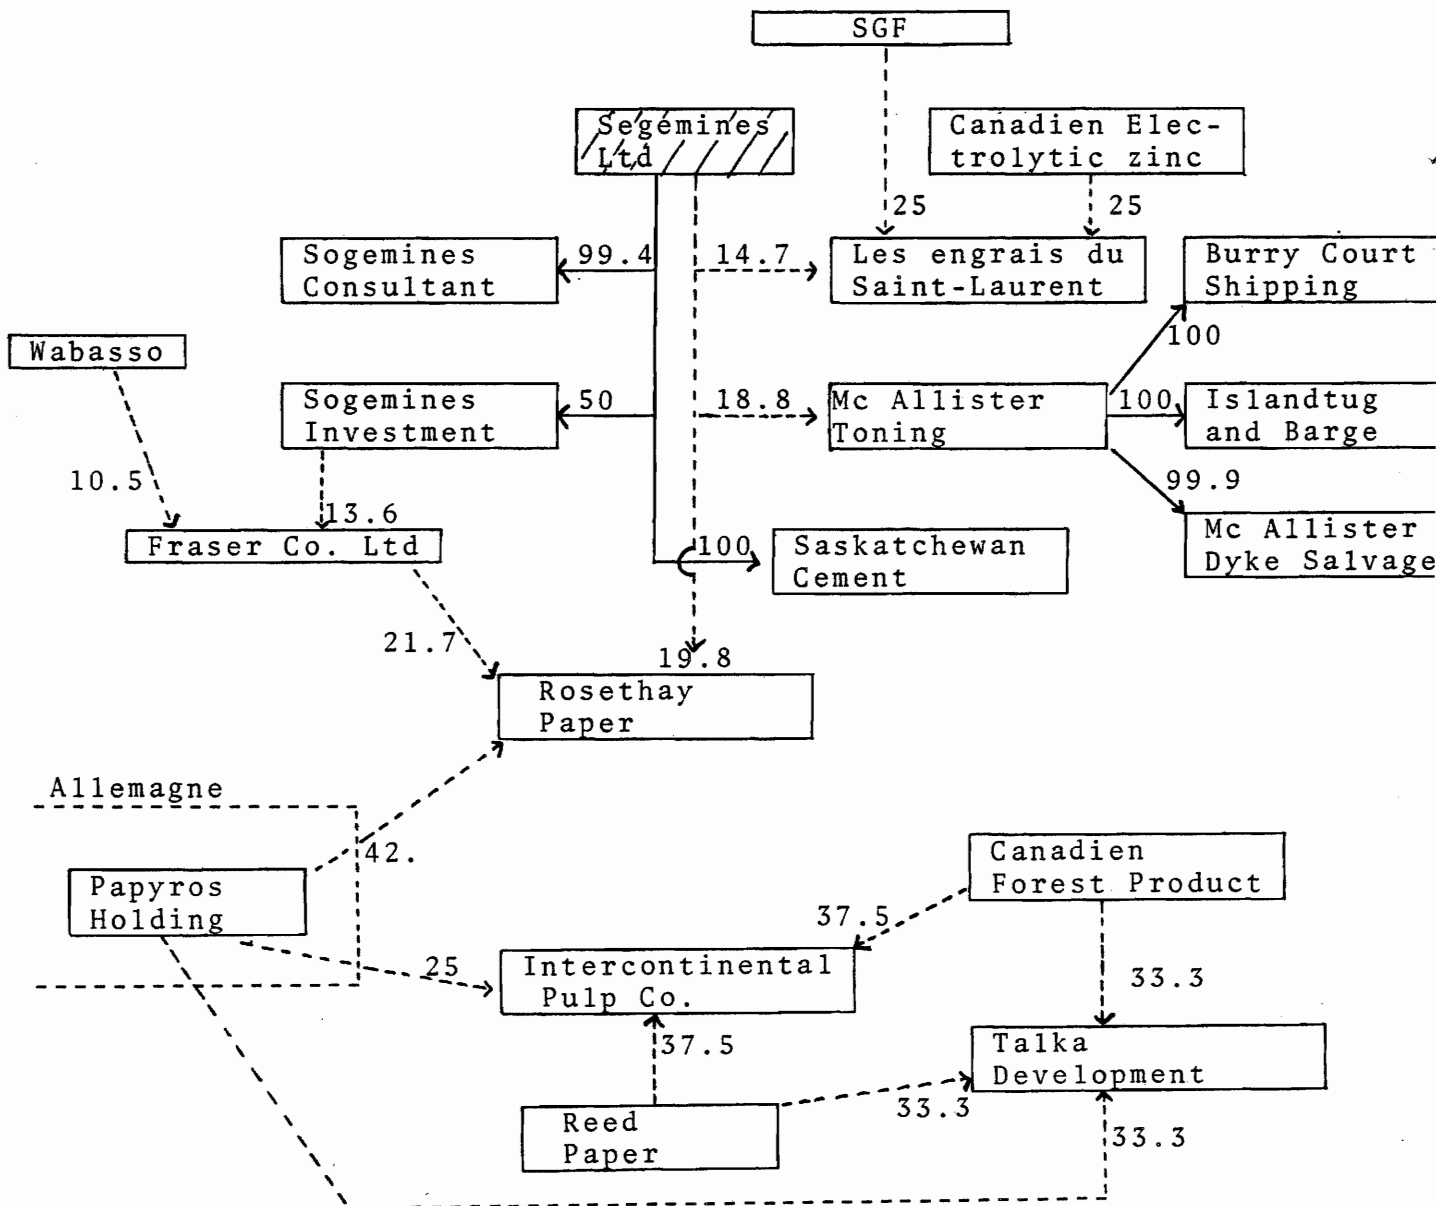 SGF
Segémines
Ltd
Canadien Elec-
trolytic zinc
25
25
Sogemines
Consultant
99.4
14.7
Les engrais du
Saint-Laurent
Burry Court
Shipping
100
Wabasso
Sogemines
Investment
50
18.8
Mc Allister
Toning
100
Islandtug
and Barge
10.5
13.6
99.9
Fraser Co. Ltd
100
Saskatchewan
Cement
Mc Allister
Dyke Salvage
21.7
19.8
Rosethay
Paper
Allemagne
42.
Papyros
Holding
Canadien
Forest Product
37.5
25
Intercontinental
Pulp Co.
33.3
37.5
Talka
Development
33.3
Reed
Paper
33.3